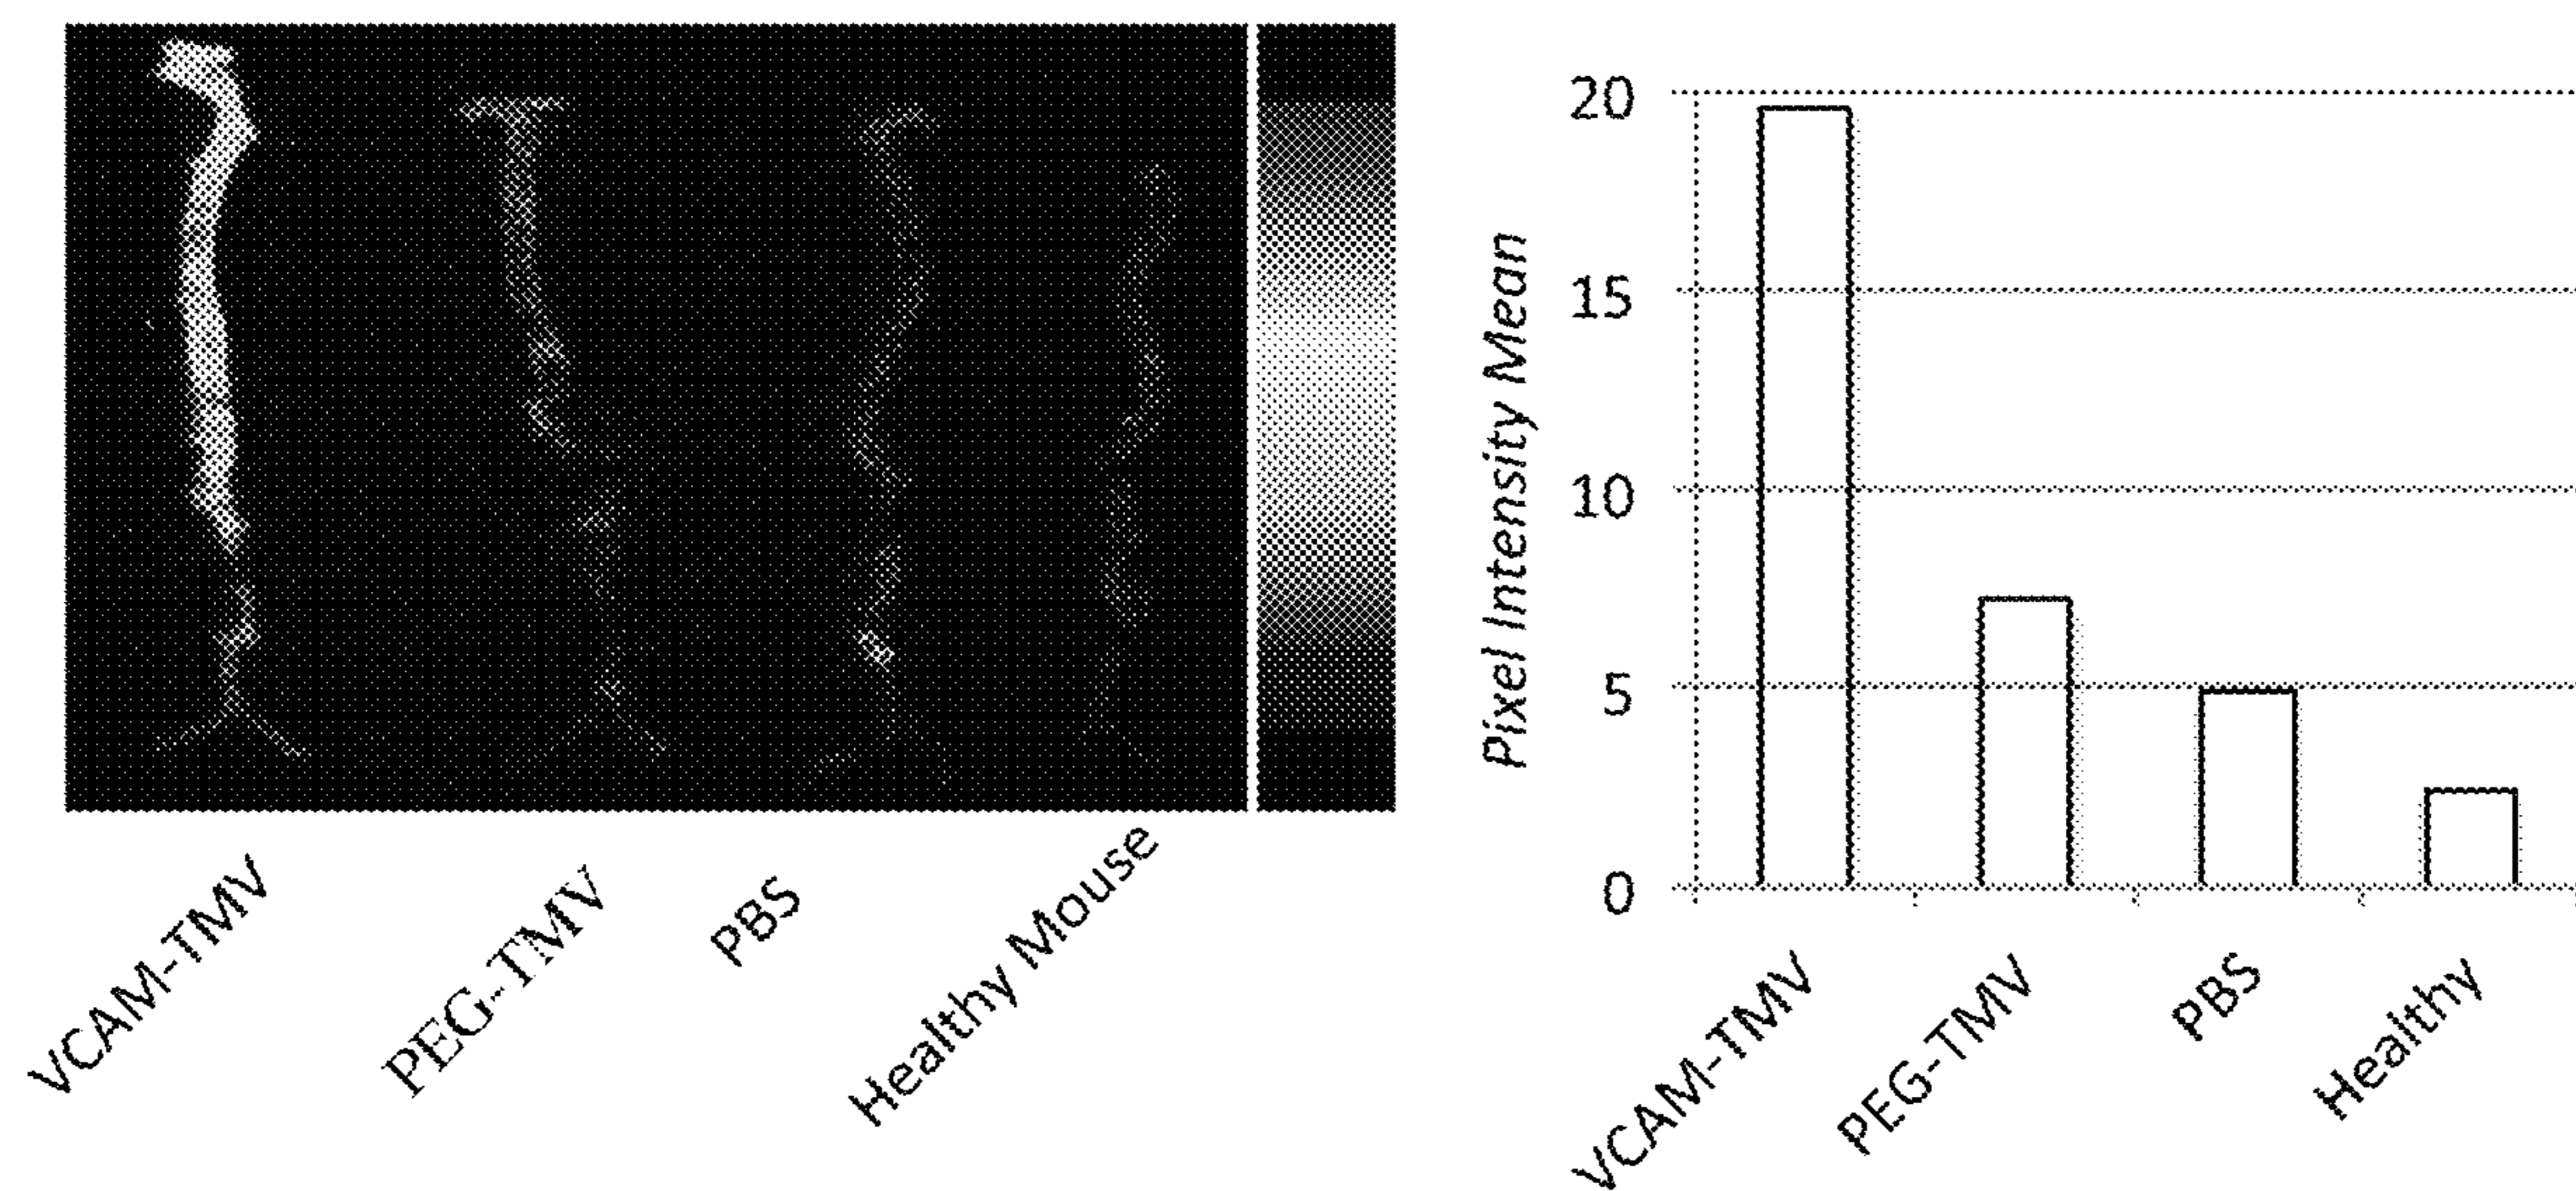 VCAM-TMV
PEG-TMV
PBS
Healthy Mouse
Pixel Intensity Mean
20
15
10
5
0
VCAM-TMV
PEG-TMV
PBS
Healthy